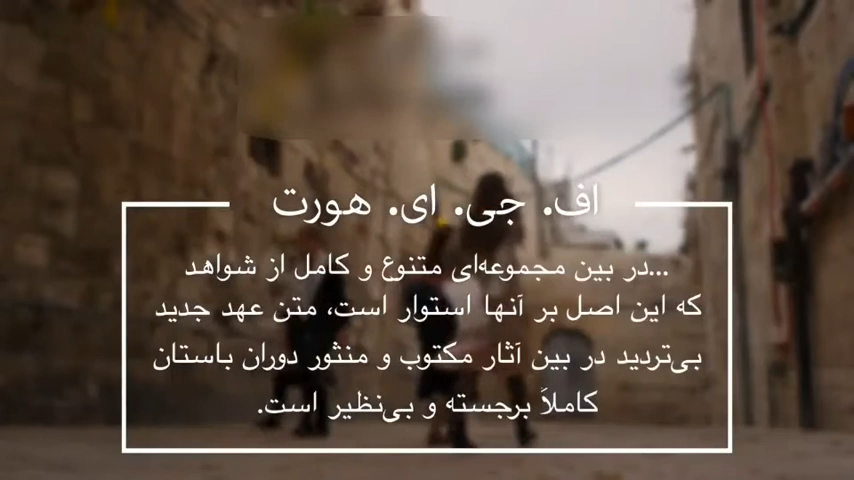 اف. جی. ای. هورت
...در بین مجموعه‌ای متنوع و کامل از شواهد
که این اصل بر آنها استوار است، متن عهد جدید
بی‌تردید در بین آثار مکتوب و منثور دوران باستان
کاملاً برجسته و بی‌نظیر است.